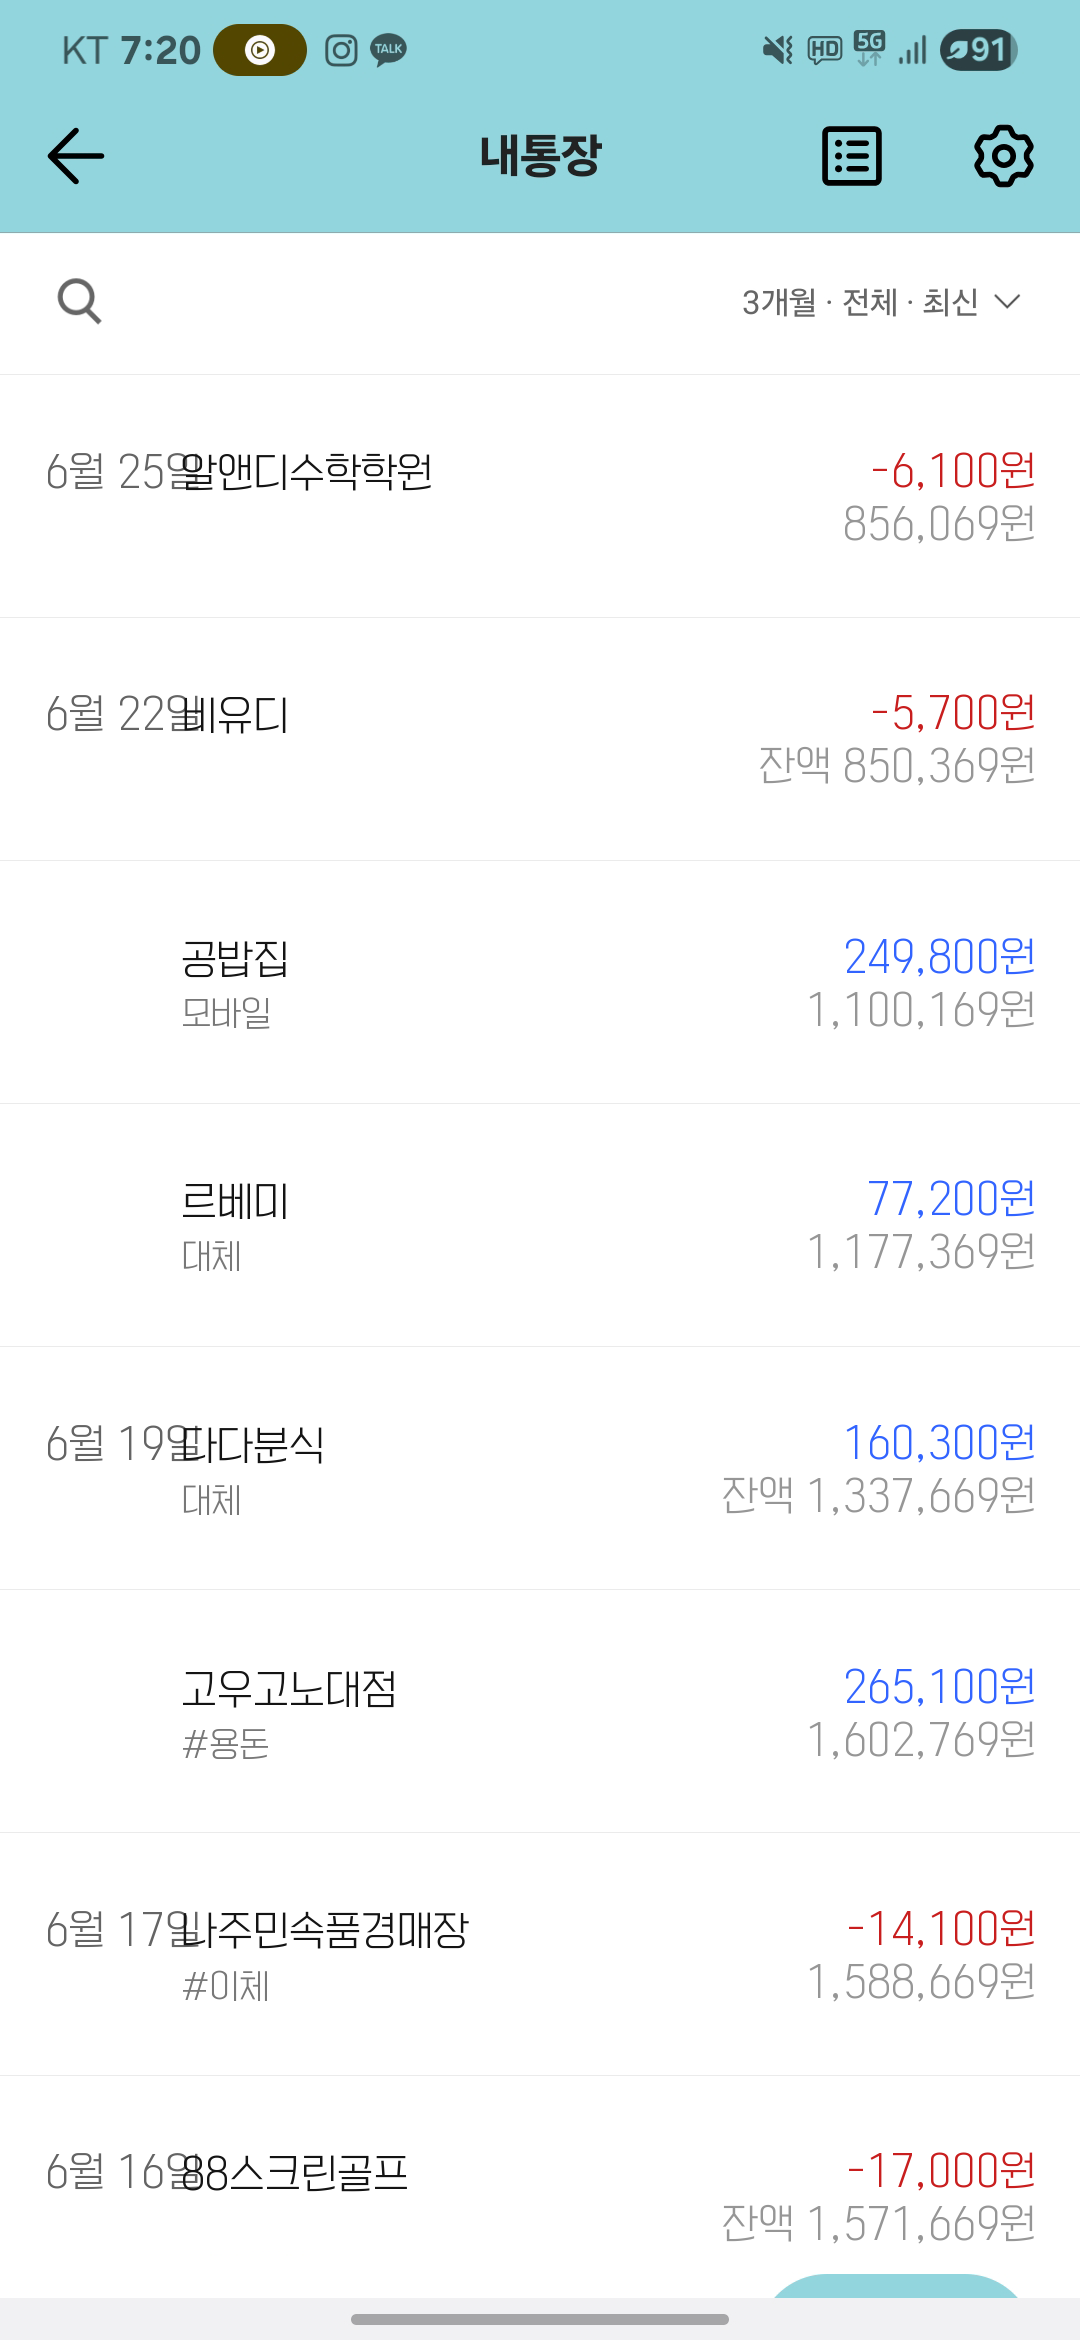 KT 7:20 TALK HD 5G 91
내통장
3개월 · 전체 · 최신
6월 25일 알앤디수학학원 -6,100원
856,069원
6월 22일 비유디 -5,700원
잔액 850,369원
공밥집 249,800원
모바일 1,100,169원
르베미 77,200원
대체 1,177,369원
6월 19일 다다분식 160,300원
대체 잔액 1,337,669원
고우고노대점 265,100원
#용돈 1,602,769원
6월 17일 나주민속품경매장 -14,100원
#이체 1,588,669원
6월 16일 88스크린골프 -17,000원
잔액 1,571,669원